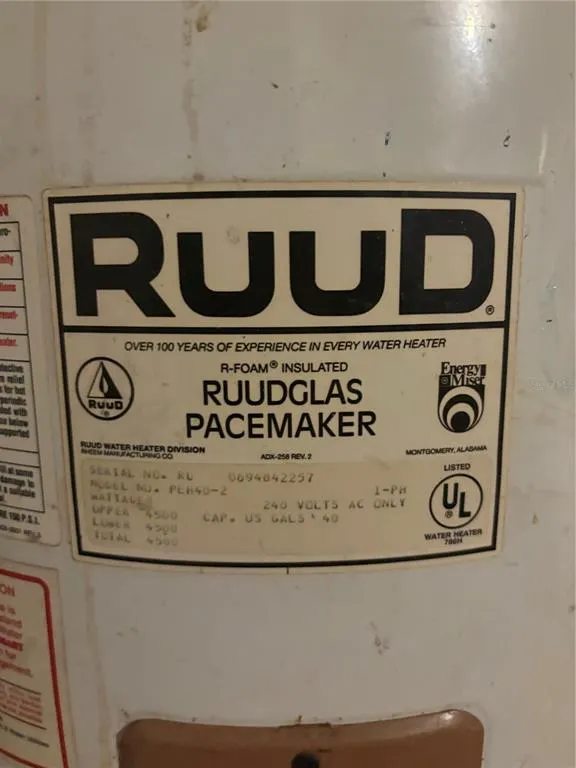 RUUD®
OVER 100 YEARS OF EXPERIENCE IN EVERY WATER HEATER
R-FOAM® INSULATED
RUUDGLAS
PACEMAKER
RUUD
®
Energy
Miser
RUUD WATER HEATER DIVISION
RHEEM MANUFACTURING CO.
ADX-258 REV. 2
MONTGOMERY, ALABAMA
SERIAL NO. RU 0694842257
MODEL NO. PEH40-2 1-PH
WATTAGE 240 VOLTS AC ONLY
UPPER 4500 CAP. US GALS 40
LOWER 4500
TOTAL 4500
LISTED
UL
®
WATER HEATER
786H